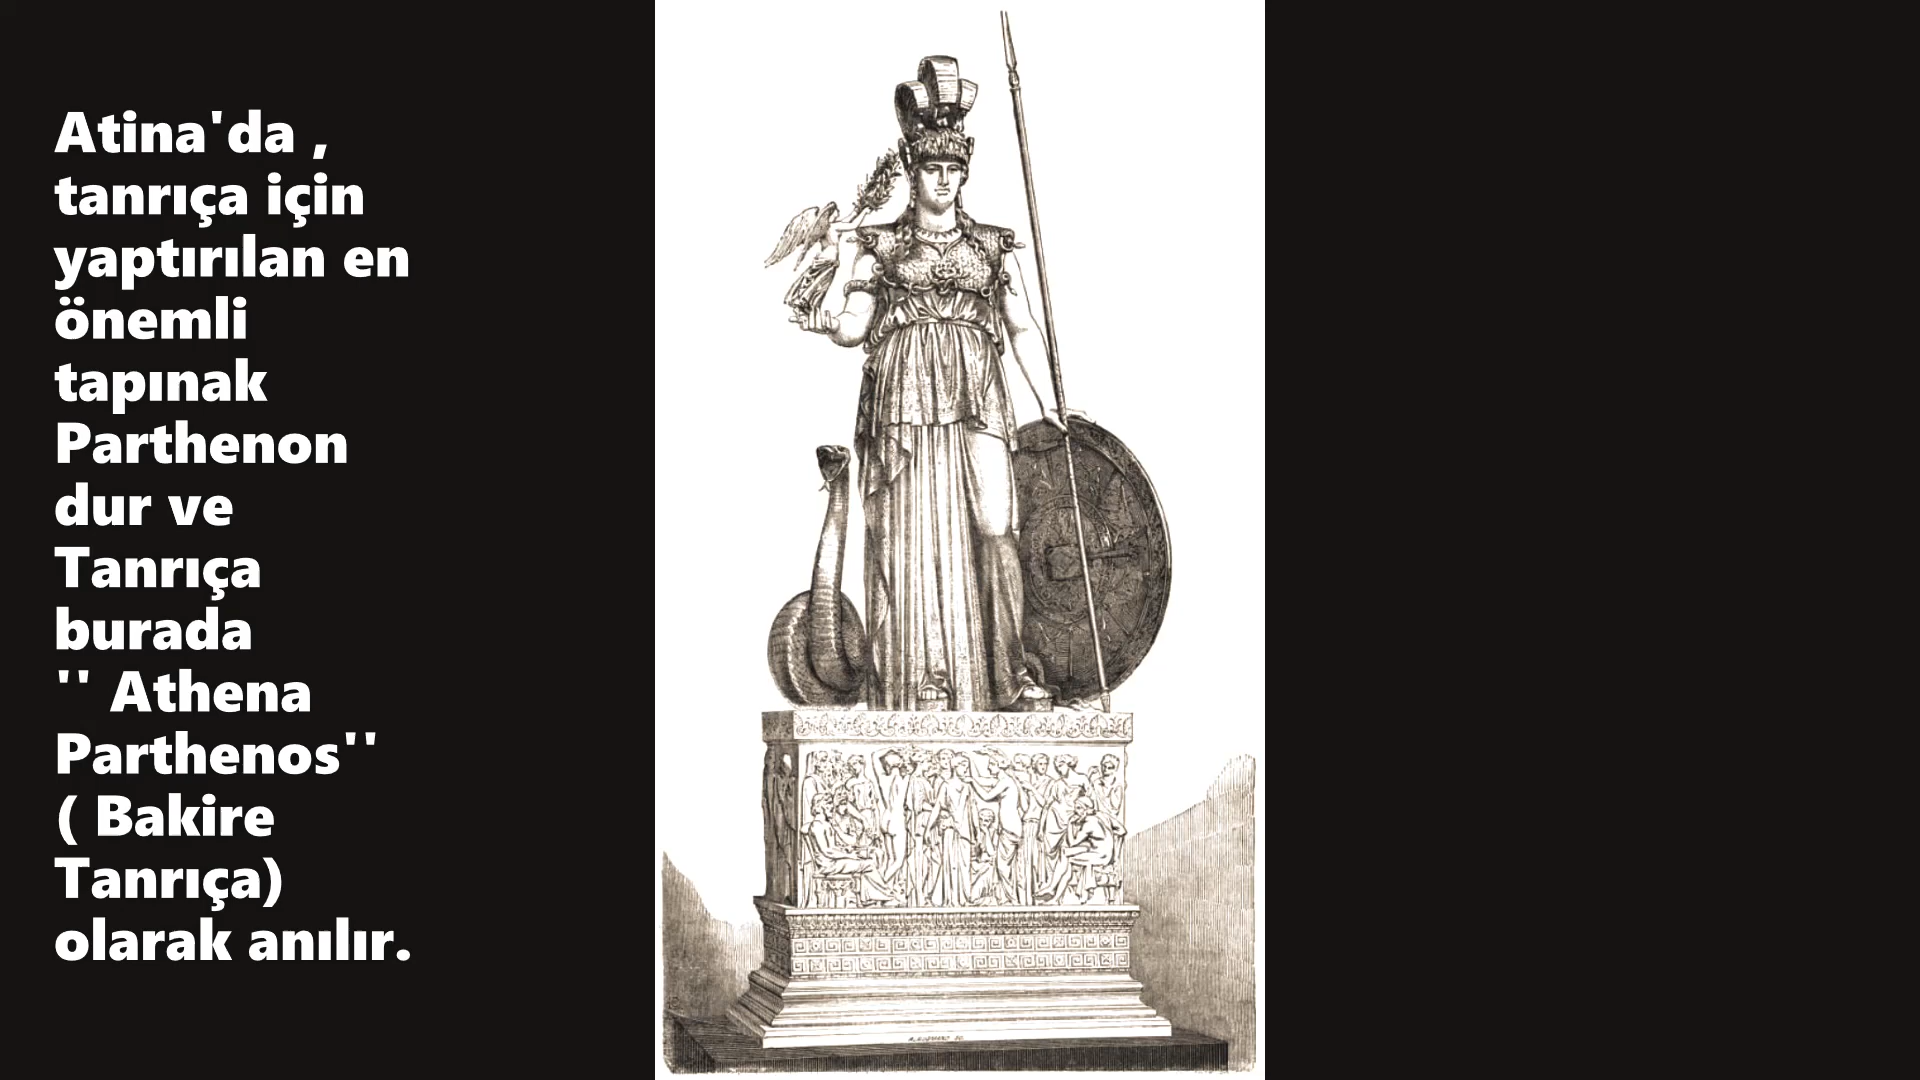 Atina'da ,
tanrıça için
yaptırılan en
önemli
tapınak
Parthenon
dur ve
Tanrıça
burada
'' Athena
Parthenos''
( Bakire
Tanrıça)
olarak anılır.